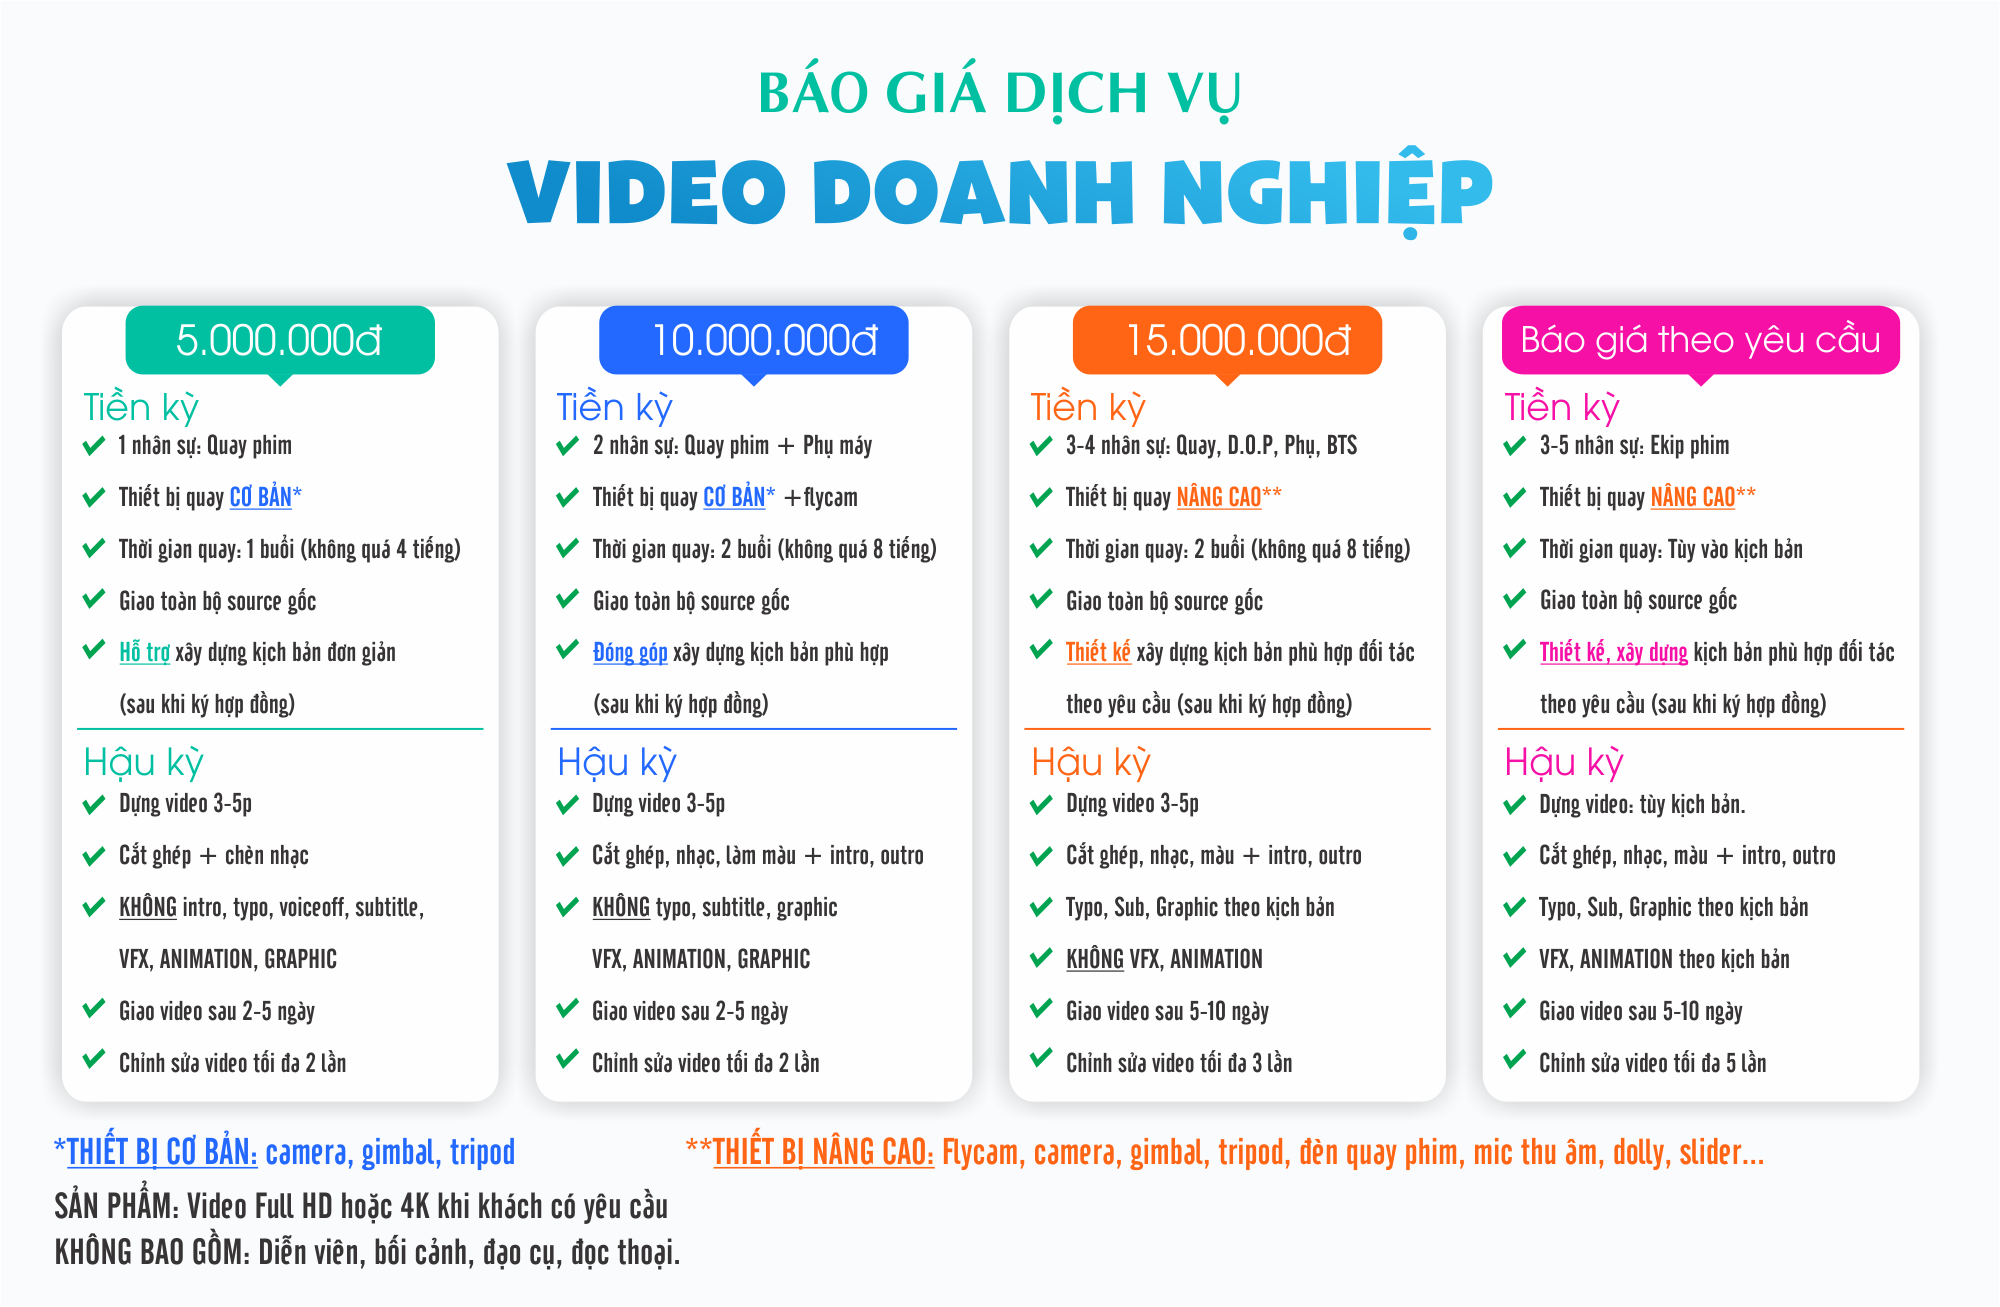 BÁO GIÁ DỊCH VỤ
VIDEO DOANH NGHIỆP
5.000.000đ
Tiền kỳ
1 nhân sự: Quay phim
Thiết bị quay CƠ BẢN*
Thời gian quay: 1 buổi (không quá 4 tiếng)
Giao toàn bộ source gốc
Hỗ trợ xây dựng kịch bản đơn giản
(sau khi ký hợp đồng)
Hậu kỳ
Dựng video 3-5p
Cắt ghép + chèn nhạc
KHÔNG intro, typo, voiceoff, subtitle,
VFX, ANIMATION, GRAPHIC
Giao video sau 2-5 ngày
Chỉnh sửa video tối đa 2 lần
10.000.000đ
Tiền kỳ
2 nhân sự: Quay phim + Phụ máy
Thiết bị quay CƠ BẢN* +flycam
Thời gian quay: 2 buổi (không quá 8 tiếng)
Giao toàn bộ source gốc
Đóng góp xây dựng kịch bản phù hợp
(sau khi ký hợp đồng)
Hậu kỳ
Dựng video 3-5p
Cắt ghép, nhạc, làm màu + intro, outro
KHÔNG typo, subtitle, graphic
VFX, ANIMATION, GRAPHIC
Giao video sau 2-5 ngày
Chỉnh sửa video tối đa 2 lần
15.000.000đ
Tiền kỳ
3-4 nhân sự: Quay, D.O.P, Phụ, BTS
Thiết bị quay NÂNG CAO**
Thời gian quay: 2 buổi (không quá 8 tiếng)
Giao toàn bộ source gốc
Thiết kế xây dựng kịch bản phù hợp đối tác
theo yêu cầu (sau khi ký hợp đồng)
Hậu kỳ
Dựng video 3-5p
Cắt ghép, nhạc, màu + intro, outro
Typo, Sub, Graphic theo kịch bản
KHÔNG VFX, ANIMATION
Giao video sau 5-10 ngày
Chỉnh sửa video tối đa 3 lần
Báo giá theo yêu cầu
Tiền kỳ
3-5 nhân sự: Ekip phim
Thiết bị quay NÂNG CAO**
Thời gian quay: Tùy vào kịch bản
Giao toàn bộ source gốc
Thiết kế, xây dựng kịch bản phù hợp đối tác
theo yêu cầu (sau khi ký hợp đồng)
Hậu kỳ
Dựng video: tùy kịch bản.
Cắt ghép, nhạc, màu + intro, outro
Typo, Sub, Graphic theo kịch bản
VFX, ANIMATION theo kịch bản
Giao video sau 5-10 ngày
Chỉnh sửa video tối đa 5 lần
*THIẾT BỊ CƠ BẢN: camera, gimbal, tripod
**THIẾT BỊ NÂNG CAO: Flycam, camera, gimbal, tripod, đèn quay phim, mic thu âm, dolly, slider...
SẢN PHẨM: Video Full HD hoặc 4K khi khách có yêu cầu
KHÔNG BAO GỒM: Diễn viên, bối cảnh, đạo cụ, đọc thoại.